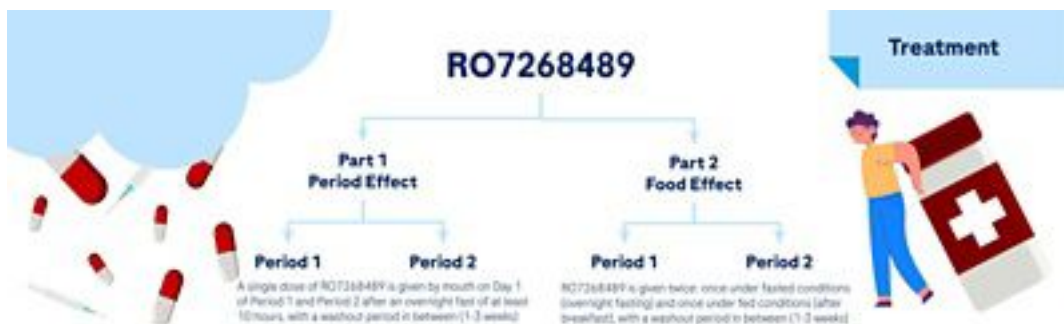 Treatment
RO7268489
Part 1
Period Effect
Part 2
Food Effect
Period 1
Period 2
Period 1
Period 2
A single dose of RO7268489 is given by mouth on Day 1
of Period 1 and Period 2 after an overnight fast of at least
10 hours, with a washout period in between (1-3 weeks)
RO7268489 is given twice: once under fasted conditions
(overnight fasting) and once under fed conditions (after
breakfast), with a washout period in between (1-3 weeks)